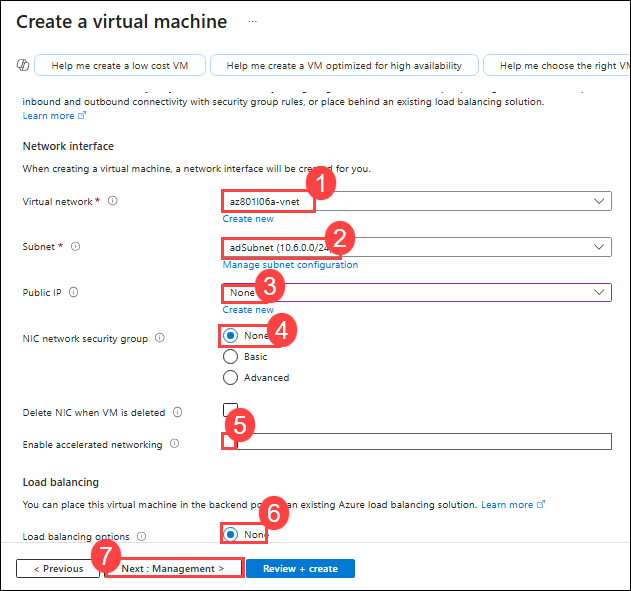 Create a virtual machine ...
Help me create a low cost VM
Help me create a VM optimized for high availability
Help me choose the right VM
inbound and outbound connectivity with security group rules, or place behind an existing load balancing solution.
Learn more
Network interface
When creating a virtual machine, a network interface will be created for you.
1
Virtual network *
az801l06a-vnet
Create new
2
Subnet *
adSubnet (10.6.0.0/24)
Manage subnet configuration
3
Public IP
None
Create new
4
NIC network security group
None
Basic
Advanced
Delete NIC when VM is deleted
5
Enable accelerated networking
Load balancing
You can place this virtual machine in the backend po an existing Azure load balancing solution. Learn more
6
Load balancing options
None
7
< Previous
Next : Management >
Review + create